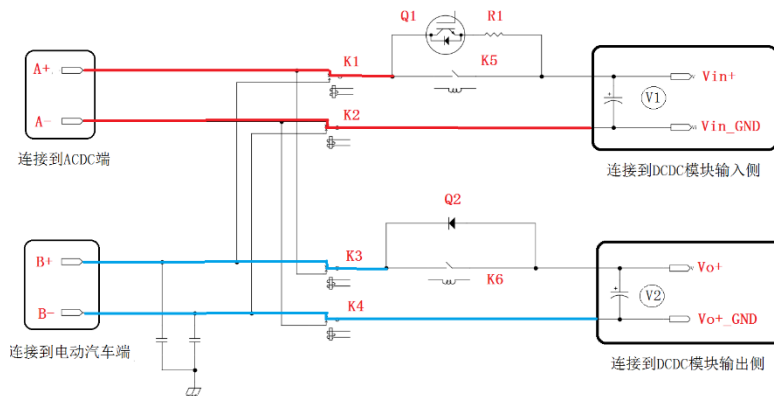 Q1
R1
A+
K1
K5
Vin+
V1
A-
K2
Vin_GND
连接到ACDC端
连接到DCDC模块输入侧
Q2
B+
K3
K6
Vo+
V2
B-
K4
Vo+_GND
连接到电动汽车端
连接到DCDC模块输出侧